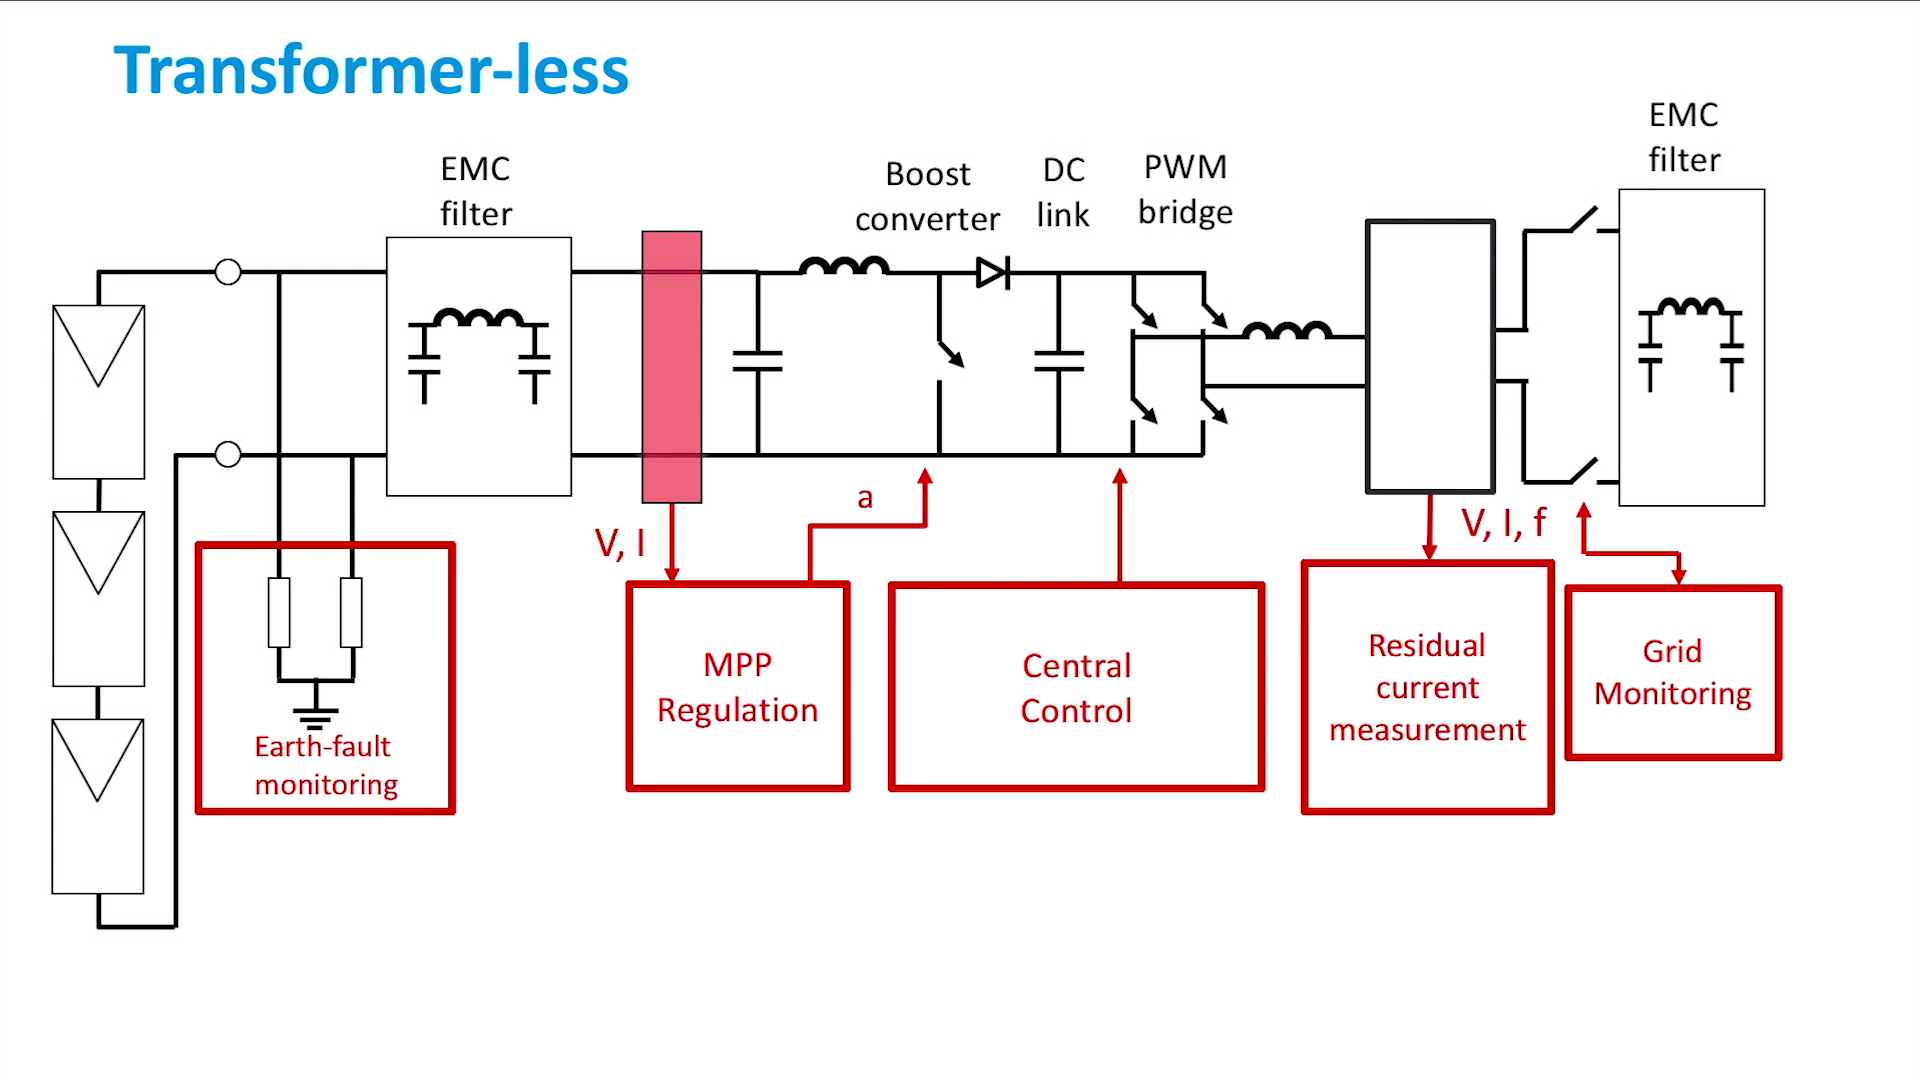 Transformer-less
EMC
filter
Boost
converter
DC
link
PWM
bridge
EMC
filter
V, I
a
V, I, f
Earth-fault
monitoring
MPP
Regulation
Central
Control
Residual
current
measurement
Grid
Monitoring